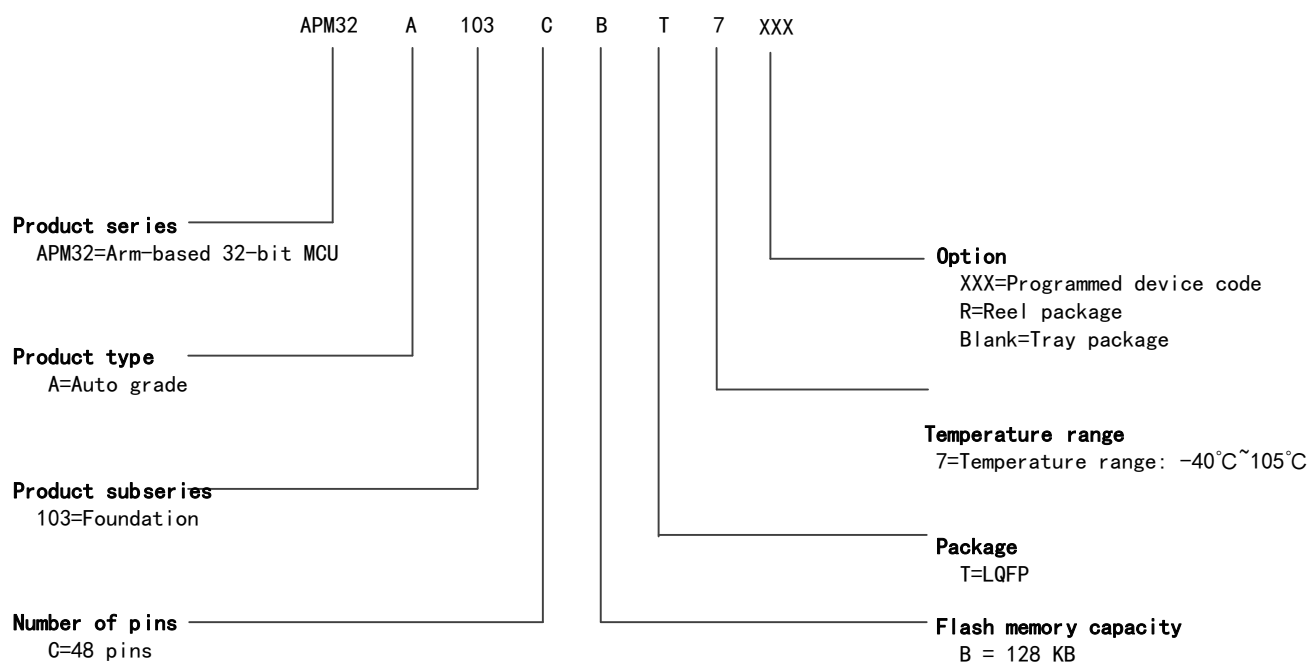 APM32 A 103 C B T 7 XXX
Product series
APM32=Arm-based 32-bit MCU
Product type
A=Auto grade
Product subseries
103=Foundation
Number of pins
C=48 pins
Option
XXX=Programmed device code
R=Reel package
Blank=Tray package
Temperature range
7=Temperature range: -40℃~105℃
Package
T=LQFP
Flash memory capacity
B = 128 KB